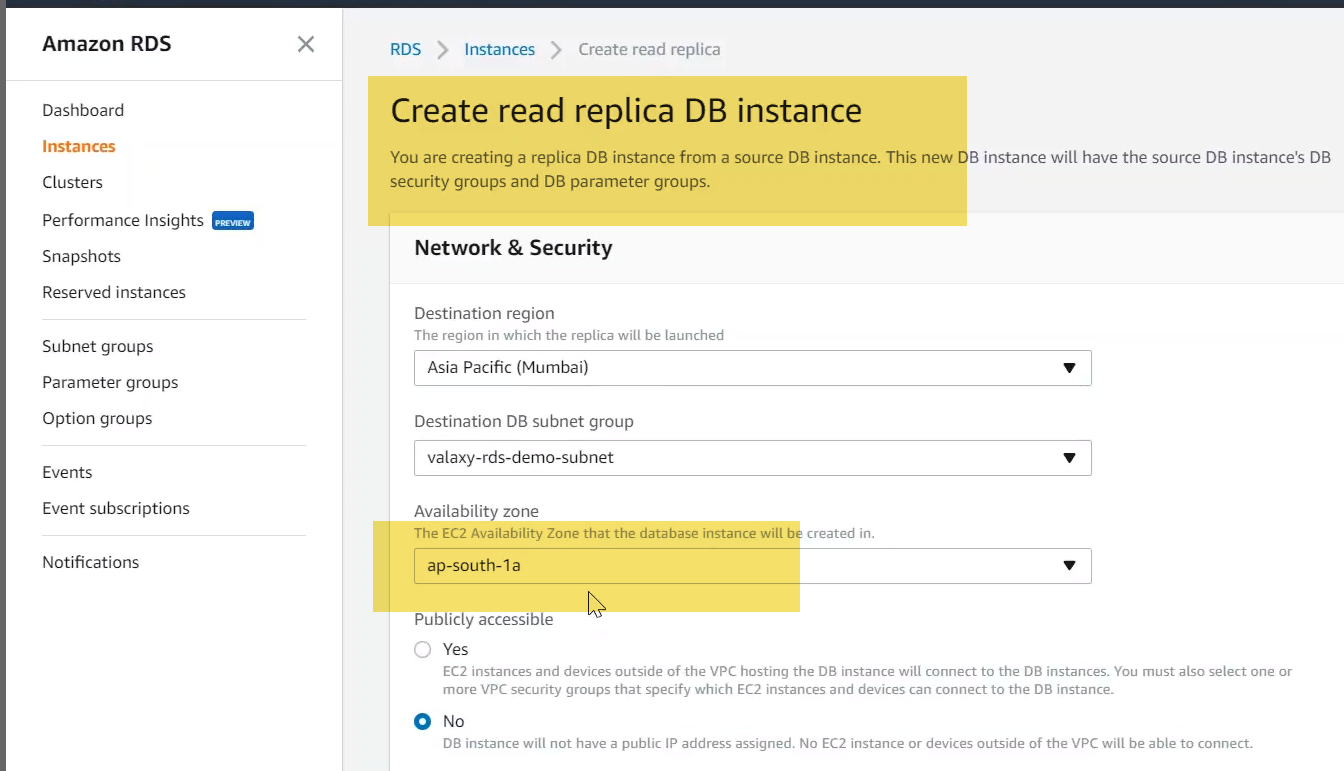 Amazon RDS
Dashboard
Instances
Clusters
Performance Insights PREVIEW
Snapshots
Reserved instances
Subnet groups
Parameter groups
Option groups
Events
Event subscriptions
Notifications
RDS Instances Create read replica
Create read replica DB instance
You are creating a replica DB instance from a source DB instance. This new DB instance will have the source DB instance's DB
security groups and DB parameter groups.
Network & Security
Destination region
The region in which the replica will be launched
Asia Pacific (Mumbai)
Destination DB subnet group
valaxy-rds-demo-subnet
Availability zone
The EC2 Availability Zone that the database instance will be created in.
ap-south-1a
Publicly accessible
Yes
EC2 instances and devices outside of the VPC hosting the DB instance will connect to the DB instances. You must also select one or
more VPC security groups that specify which EC2 instances and devices can connect to the DB instance.
No
DB instance will not have a public IP address assigned. No EC2 instance or devices outside of the VPC will be able to connect.